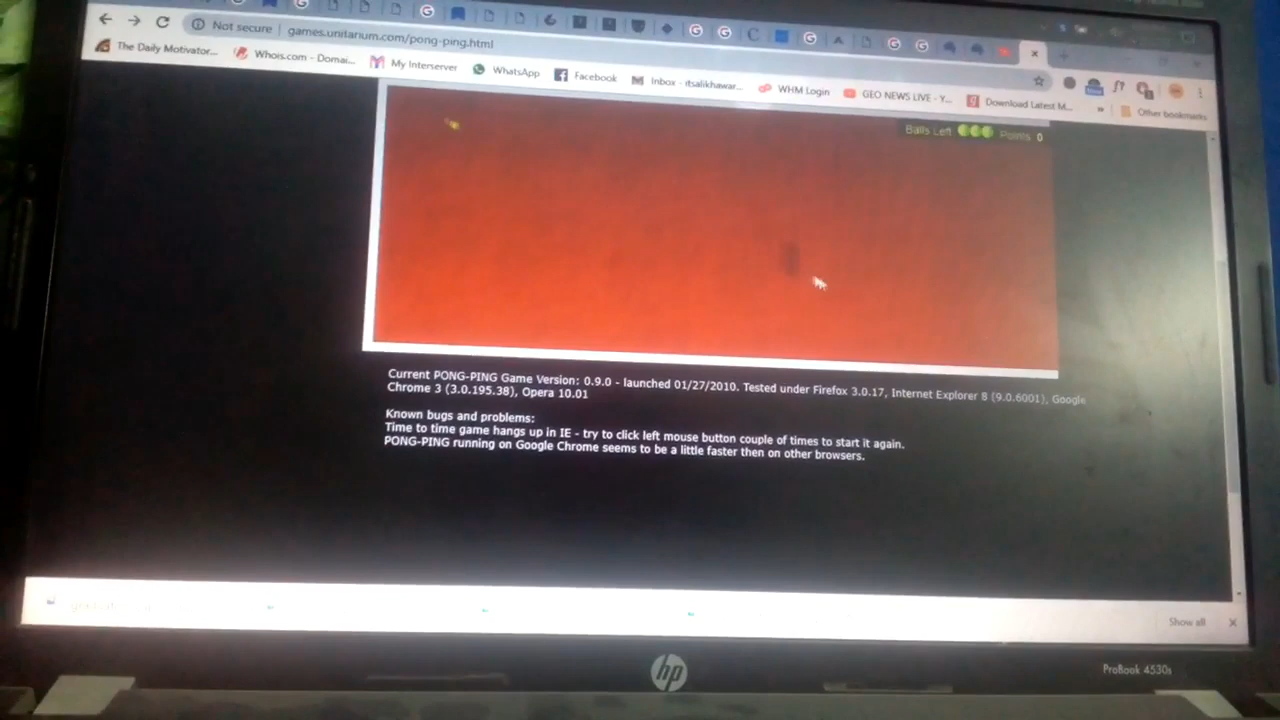 Not secure games.unitarium.com/pong-ping.html
The Daily Motivator... Whois.com - Domai... My Interserver WhatsApp Facebook Inbox - rtsalikhawar... WHM Login GEO NEWS LIVE - Y... Download Latest M... » Other bookmarks
Balls Left Points 0
Current PONG-PING Game Version: 0.9.0 - launched 01/27/2010. Tested under Firefox 3.0.17, Internet Explorer 8 (9.0.6001), Google
Chrome 3 (3.0.195.38), Opera 10.01
Known bugs and problems:
Time to time game hangs up in IE - try to click left mouse button couple of times to start it again.
PONG-PING running on Google Chrome seems to be a little faster then on other browsers.
Show all
hp
ProBook 4530s